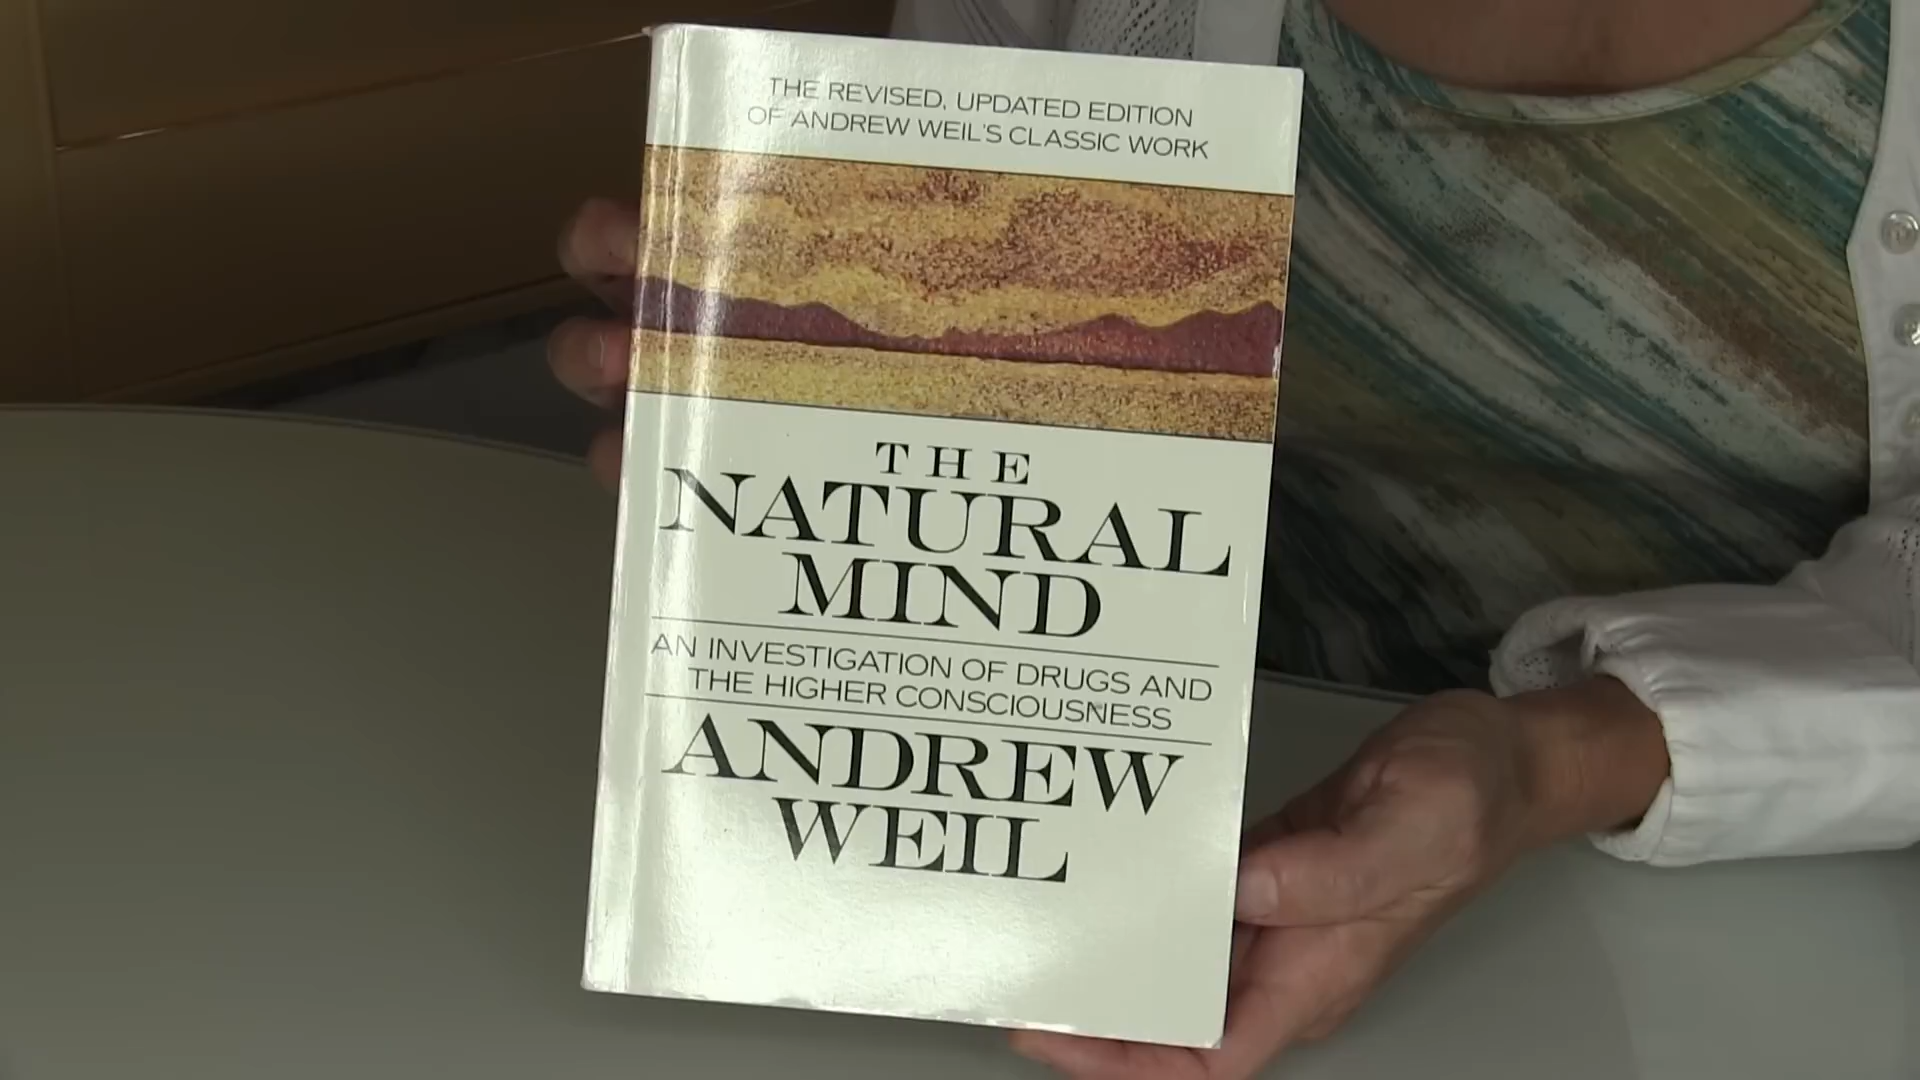 THE REVISED, UPDATED EDITION
OF ANDREW WEIL'S CLASSIC WORK
THE
NATURAL
MIND
AN INVESTIGATION OF DRUGS AND
THE HIGHER CONSCIOUSNESS
ANDREW
WEIL